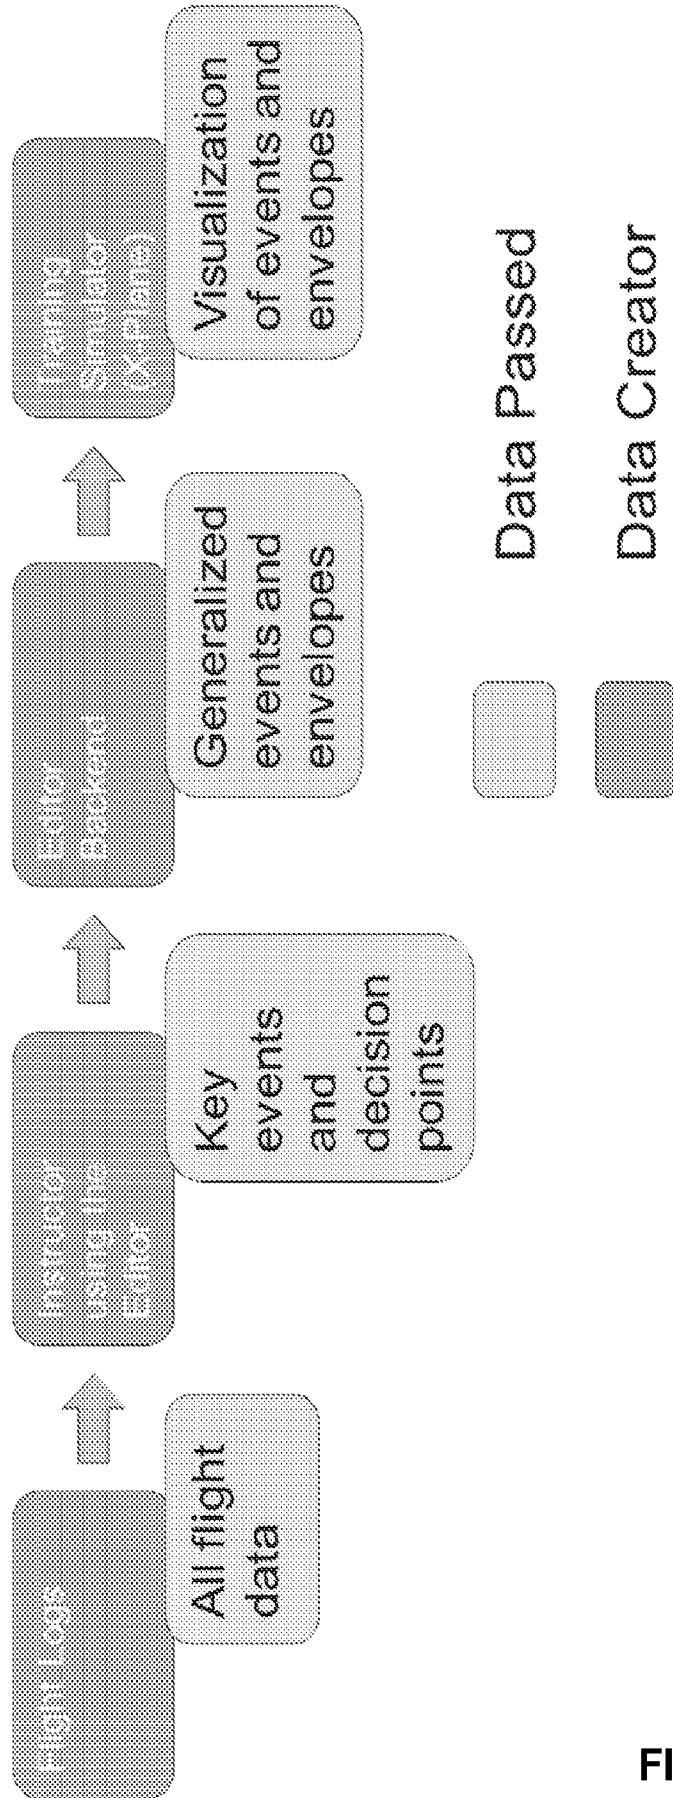 Flight Logs
All flight
data
Instructor
using the
Editor
Key
events
and
decision
points
Editor
Backend
Generalized
events and
envelopes
Training
Simulator
(X-Plane)
Visualization
of events and
envelopes
Data Passed
Data Creator
FI